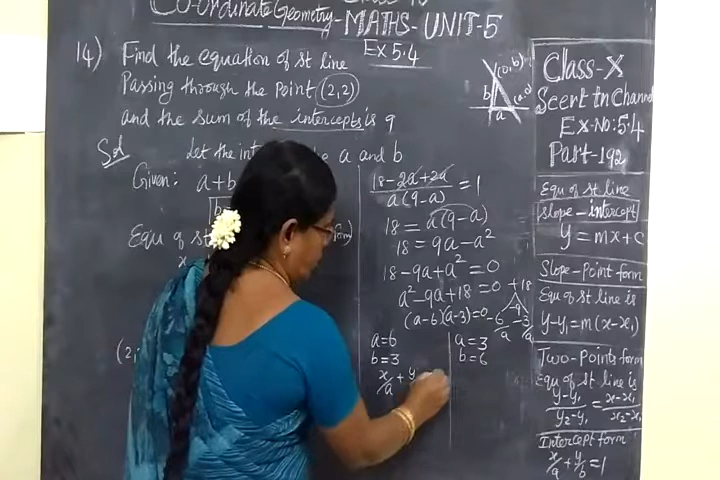 Co-ordinate Geometry - MATHS - UNIT-5
Ex 5.4
14) Find the equation of st line
Passing through the Point (2,2)
and the sum of the intercepts is 9
Sol
Let the
a and b
Given: a+b
Equ of st
(0,b)
b
a
18-2a+2a/a(9-a) = 1
18 = a(9-a)
18 = 9a-a²
18-9a+a² = 0
a²-9a+18 = 0
(a-6)(a-3)=0
+18
-9
-6/a
-3/a
a=6
b=3
x/a + y
a=3
b=6
Class-X
Scert tn Channel
Ex-No: 5.4
Part-192
Equ of st line
slope-intercept
y = mx+c
Slope-Point form
Equ of st line is
y-y₁=m(x-x₁)
Two-Points form
Equ of st line is
y-y₁/y₂-y₁ = x-x₁/x₂-x₁
Intercept form
x/a + y/b = 1